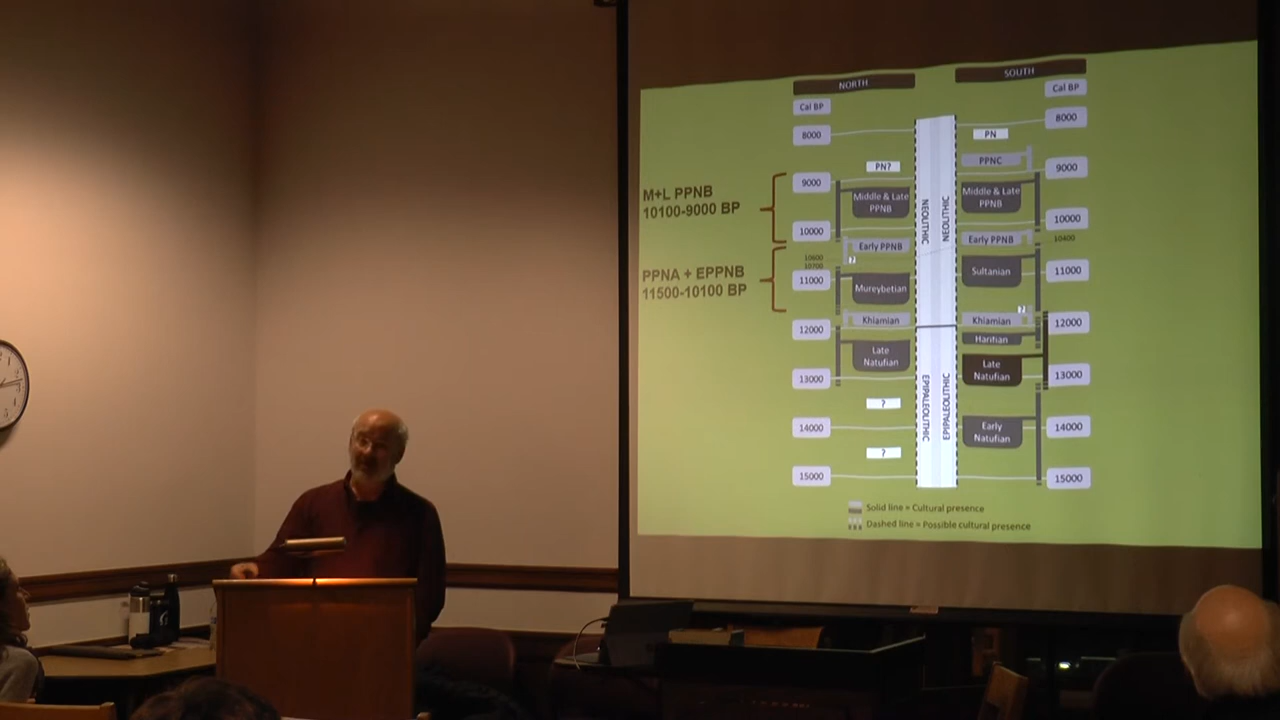 NORTH
SOUTH
Cal BP
Cal BP
8000
8000
PN
PN?
PPNC
9000
9000
M+L PPNB
10100-9000 BP
Middle & Late
PPNB
Middle & Late
PPNB
NEOLITHIC
NEOLITHIC
10000
10000
Early PPNB
Early PPNB
10400
10600
10700
?
PPNA + EPPNB
11500-10100 BP
11000
11000
Mureybetian
Sultanian
?
Khiamian
Khiamian
12000
12000
Harifian
Late
Natufian
Late
Natufian
13000
13000
EPIPALEOLITHIC
EPIPALEOLITHIC
?
14000
14000
Early
Natufian
?
15000
15000
Solid line = Cultural presence
Dashed line = Possible cultural presence